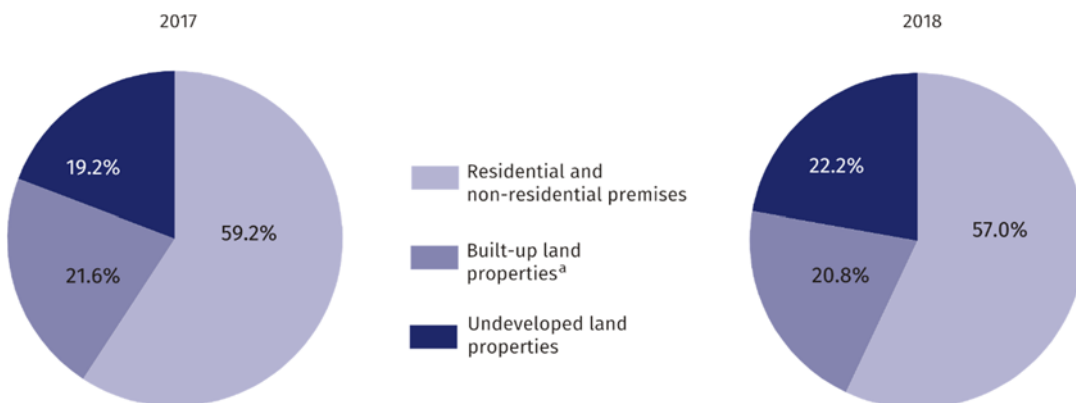 2017
2018
19.2%
59.2%
21.6%
Residential and
non-residential premises
Built-up land
propertiesᵃ
Undeveloped land
properties
22.2%
57.0%
20.8%